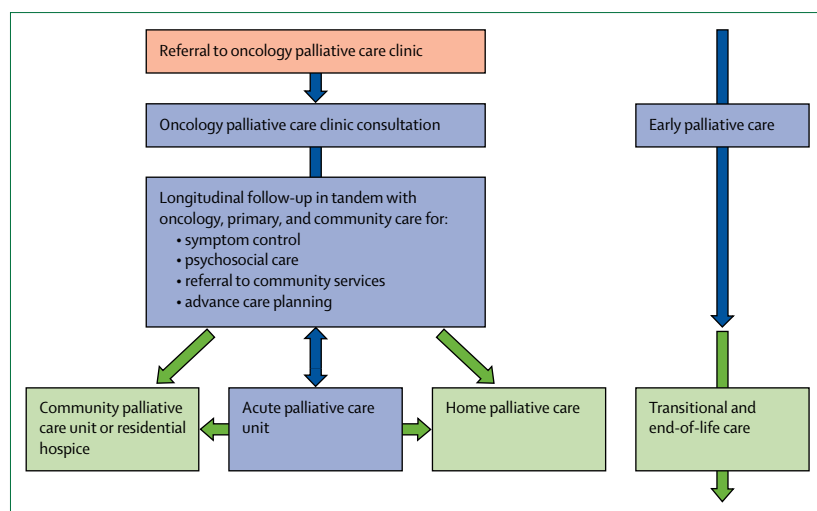 Referral to oncology palliative care clinic
Oncology palliative care clinic consultation
Early palliative care
Longitudinal follow-up in tandem with
oncology, primary, and community care for:
• symptom control
• psychosocial care
• referral to community services
• advance care planning
Community palliative
care unit or residential
hospice
Acute palliative care
unit
Home palliative care
Transitional and
end-of-life care